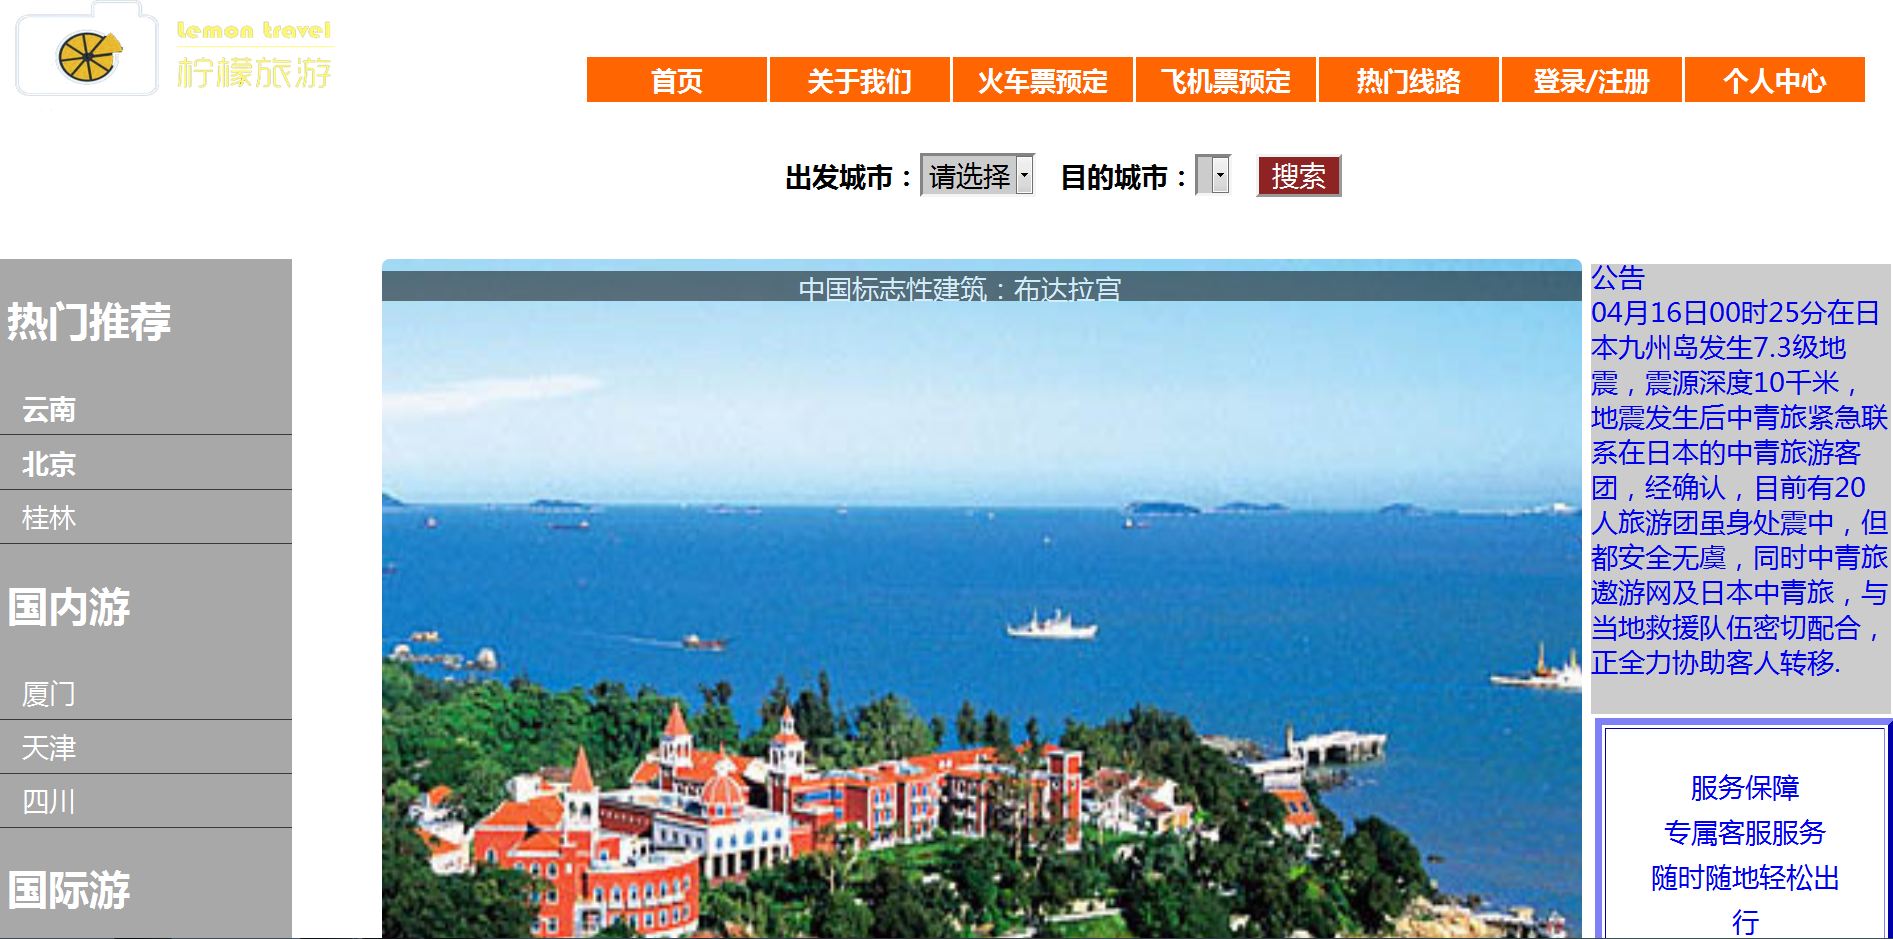 Lemon travel
柠檬旅游
首页 关于我们 火车票预定 飞机票预定 热门线路 登录/注册 个人中心
出发城市：请选择 目的城市： 搜索
热门推荐
云南
北京
桂林
国内游
厦门
天津
四川
国际游
中国标志性建筑：布达拉宫
公告
04月16日00时25分在日
本九州岛发生7.3级地
震，震源深度10千米，
地震发生后中青旅紧急联
系在日本的中青旅游客
团，经确认，目前有20
人旅游团虽身处震中，但
都安全无虞，同时中青旅
遨游网及日本中青旅，与
当地救援队伍密切配合，
正全力协助客人转移.
服务保障
专属客服服务
随时随地轻松出
行